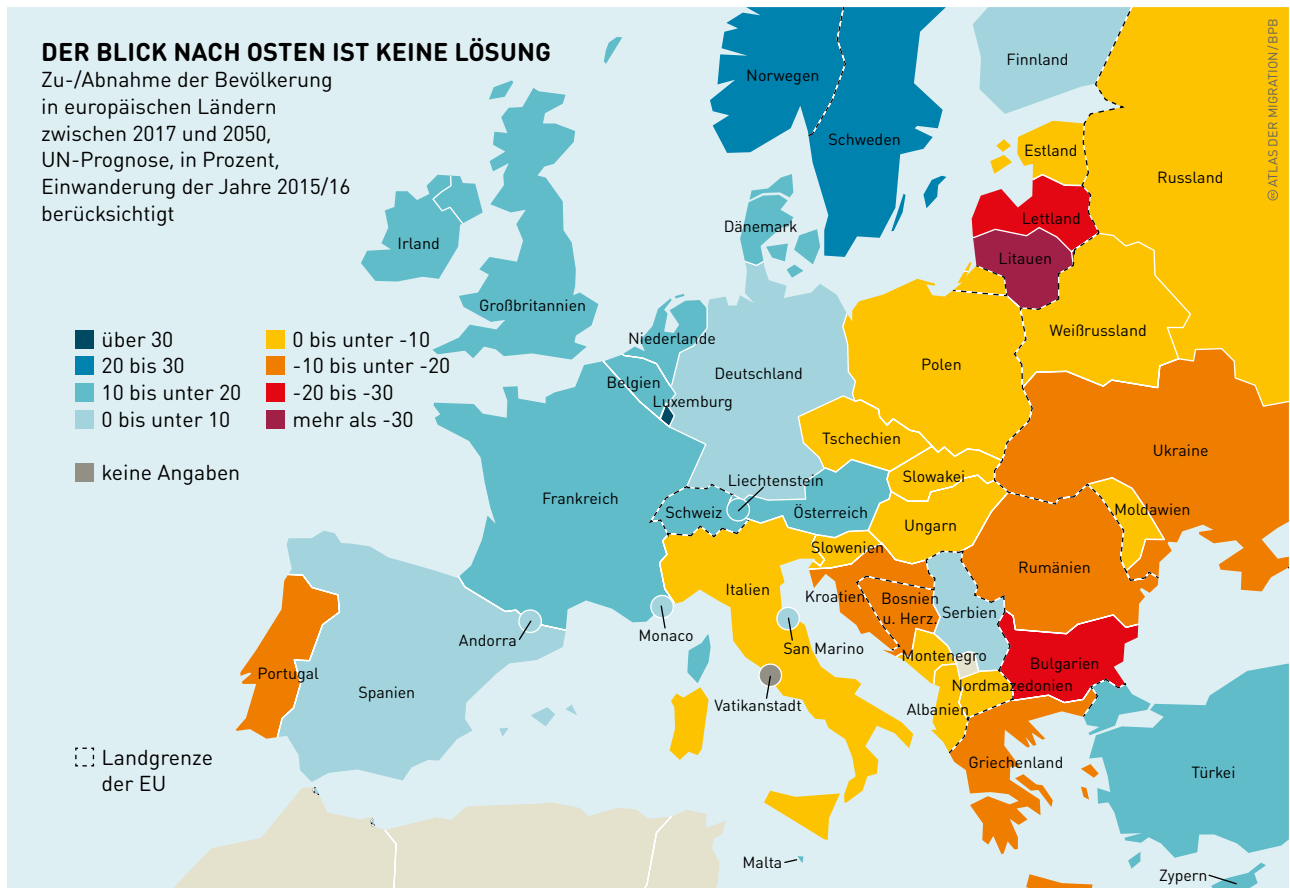 DER BLICK NACH OSTEN IST KEINE LÖSUNG
Zu-/Abnahme der Bevölkerung
in europäischen Ländern
zwischen 2017 und 2050,
UN-Prognose, in Prozent,
Einwanderung der Jahre 2015/16
berücksichtigt
über 30
20 bis 30
10 bis unter 20
0 bis unter 10
0 bis unter -10
-10 bis unter -20
-20 bis -30
mehr als -30
keine Angaben
Landgrenze
der EU
© ATLAS DER MIGRATION / BPB
Norwegen
Finnland
Schweden
Estland
Russland
Lettland
Dänemark
Irland
Litauen
Großbritannien
Weißrussland
Niederlande
Polen
Deutschland
Belgien
Luxemburg
Tschechien
Ukraine
Slowakei
Liechtenstein
Frankreich
Schweiz
Österreich
Moldawien
Ungarn
Slowenien
Rumänien
Italien
Kroatien
Bosnien
u. Herz.
Serbien
Andorra
Monaco
San Marino
Montenegro
Bulgarien
Portugal
Nordmazedonien
Spanien
Vatikanstadt
Albanien
Griechenland
Türkei
Malta
Zypern